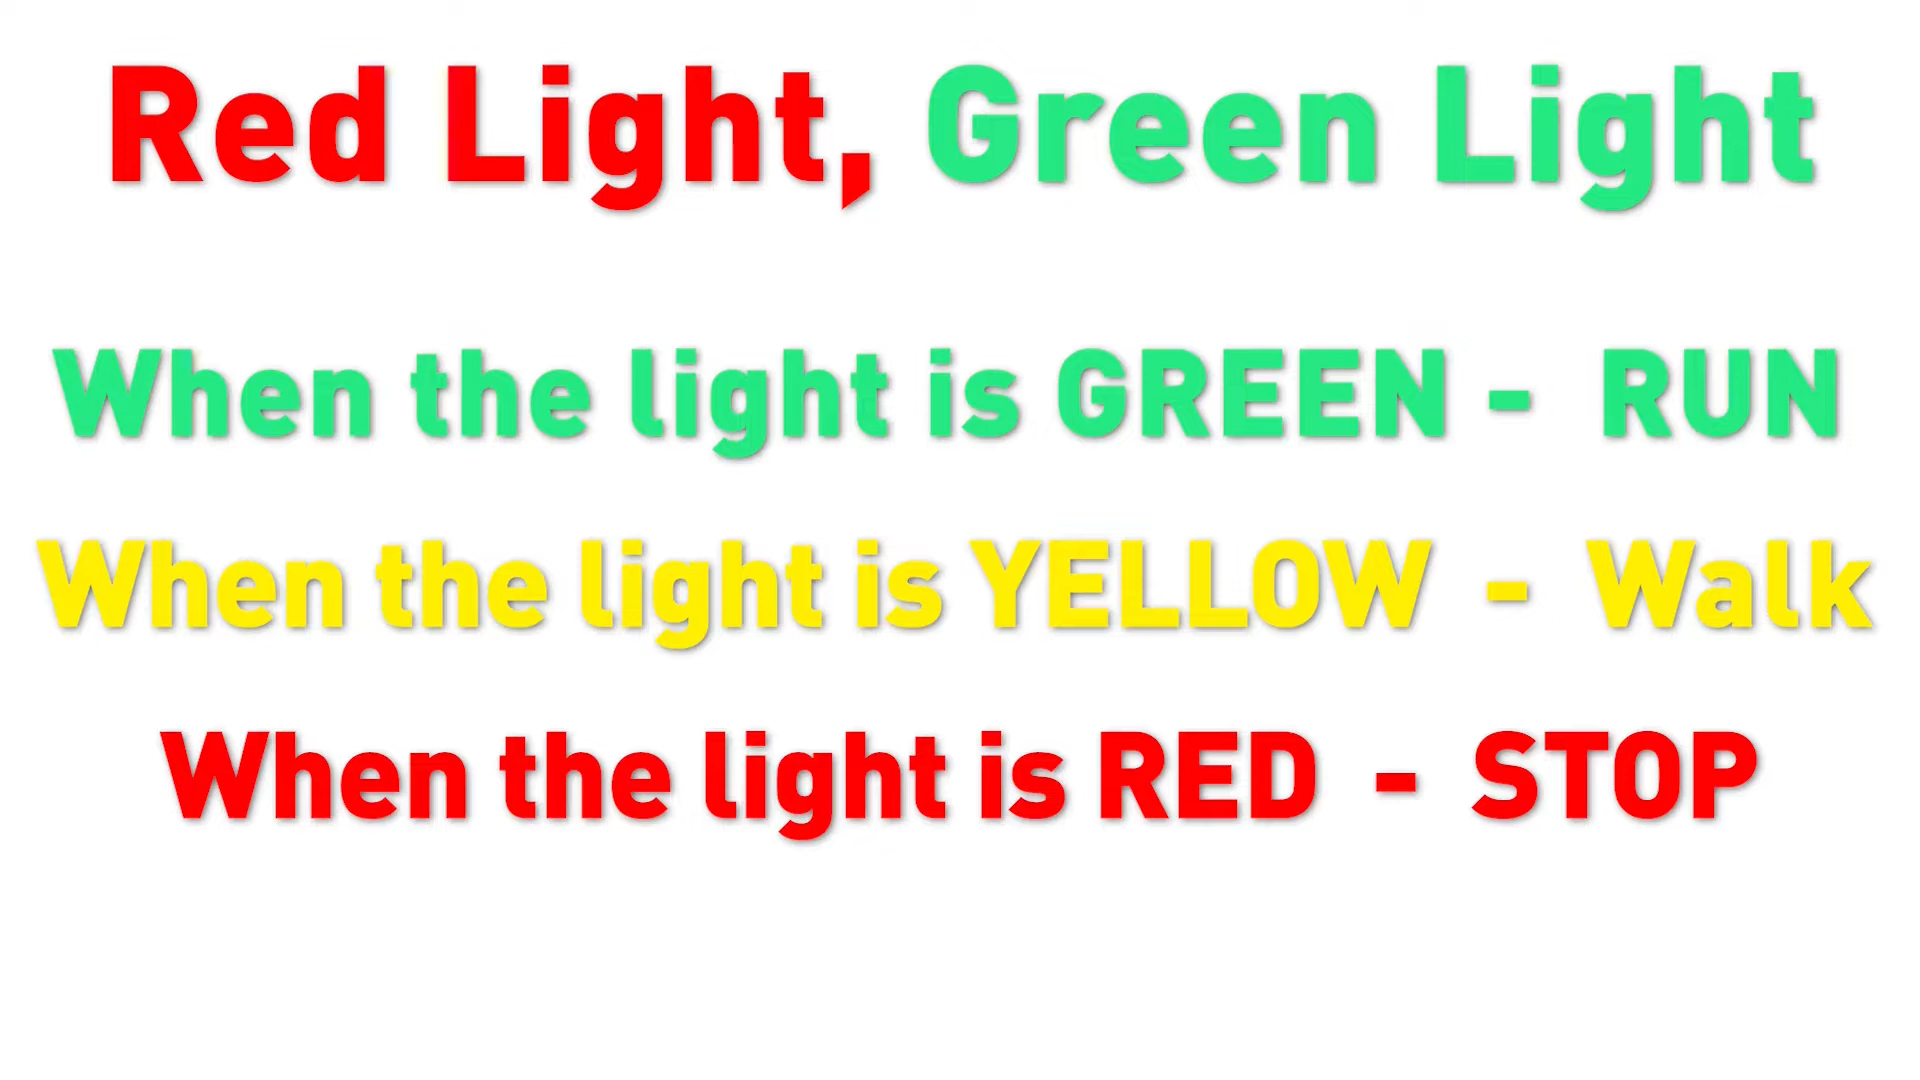 Red Light, Green Light
When the light is GREEN - RUN
When the light is YELLOW - Walk
When the light is RED - STOP